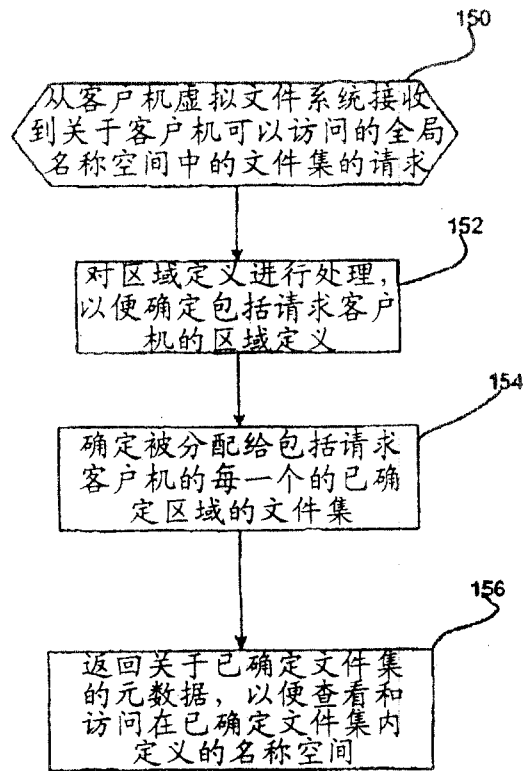 150
从客户机虚拟文件系统接收
到关于客户机可以访问的全局
名称空间中的文件集的请求
152
对区域定义进行处理，
以便确定包括请求客户
机的区域定义
154
确定被分配给包括请求
客户机的每一个的已确
定区域的文件集
156
返回关于已确定文件集
的元数据，以便查看和
访问在已确定文件集内
定义的名称空间